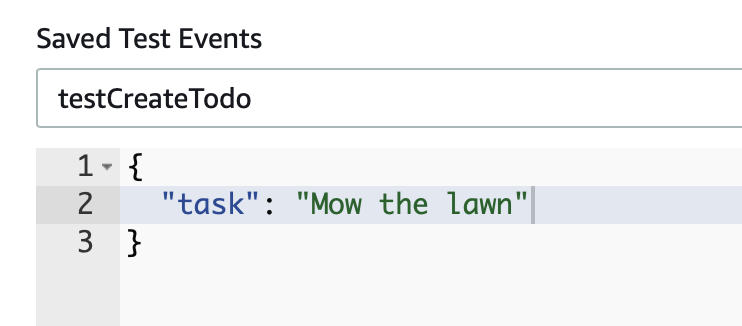 Saved Test Events
testCreateTodo
1 {
2 "task": "Mow the lawn"
3 }